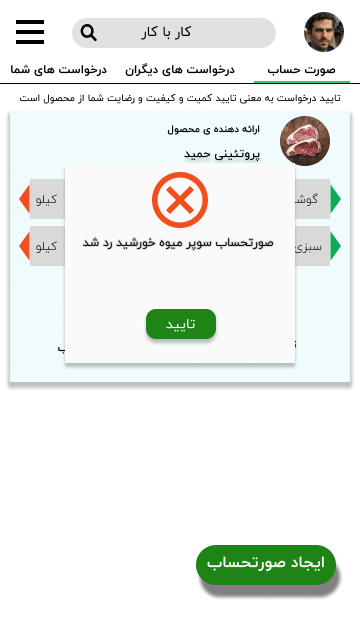 کار با کار
صورت حساب
درخواست های دیگران
درخواست های شما
تایید درخواست به معنی تایید کمیت و کیفیت و رضایت شما از محصول است
ارائه دهنده ی محصول
پروتئینی حمید
کیلو
سبزی
کیلو
صورتحساب سوپر میوه خورشید رد شد
تایید
ایجاد صورتحساب